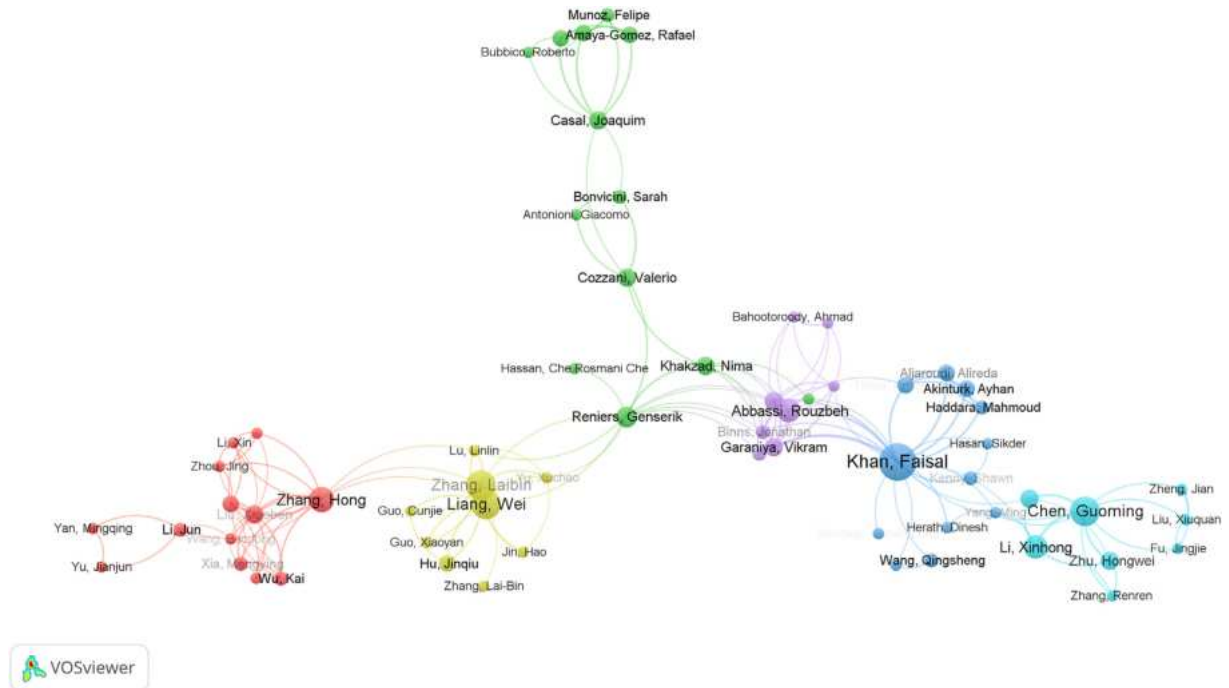 Munoz, Felipe
Amaya-Gomez, Rafael
Bubbico, Roberto
Casal, Joaquim
Bonvicini, Sarah
Antonioni, Giacomo
Cozzani, Valerio
Bahootoroody, Ahmad
Hassan, Che Rosmani Che
Khakzad, Nima
Aljaroudi, Alireda
Akinturk, Ayhan
Abbassi, Rouzbeh
Haddara, Mahmoud
Reniers, Genserik
Binns, Jonathan
Garaniya, Vikram
Hasan, Sikder
Li, Xin
Lu, Linlin
Khan, Faisal
Zhou, Jing
Zhang, Laibin
Kenny, Shawn
Zheng, Jian
Zhang, Hong
Liang, Wei
Guo, Cunjie
Yang, Ming
Chen, Guoming
Liu, Xiuquan
Yan, Mingqing
Li, Jun
Herath, Dinesh
Guo, Xiaoyan
Li, Xinhong
Fu, Jingjie
Jin, Hao
Yu, Jianjun
Xia, Mengying
Hu, Jinqiu
Wang, Qingsheng
Zhu, Hongwei
Wu, Kai
Zhang, Lai-Bin
Zhang, Renren
VOSviewer